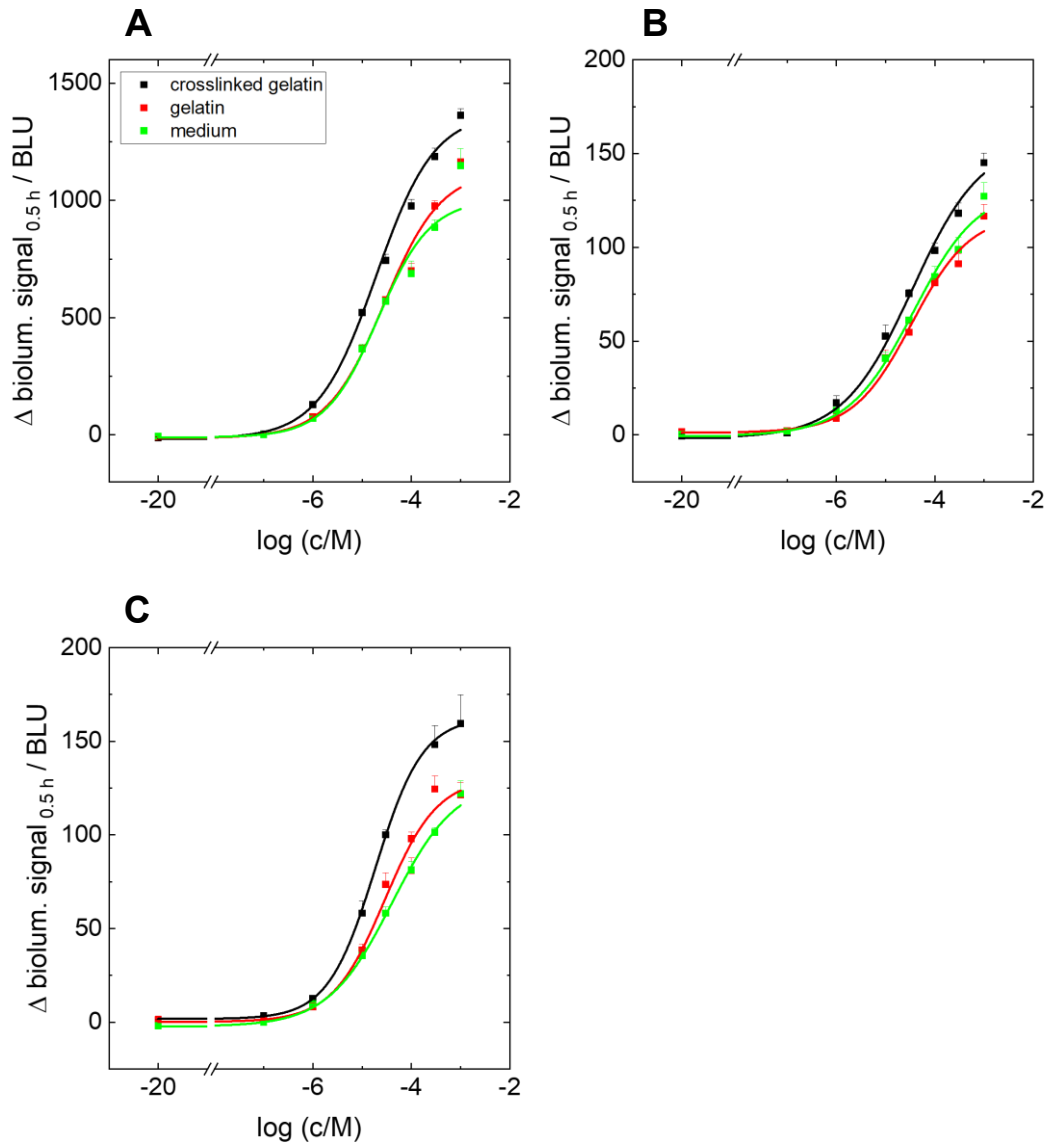 A
1500
1000
500
0
-20 -6 -4 -2
Δ biolum. signal 0.5 h / BLU
log (c/M)
crosslinked gelatin
gelatin
medium
B
200
150
100
50
0
-20 -6 -4 -2
Δ biolum. signal 0.5 h / BLU
log (c/M)
C
200
150
100
50
0
-20 -6 -4 -2
Δ biolum. signal 0.5 h / BLU
log (c/M)